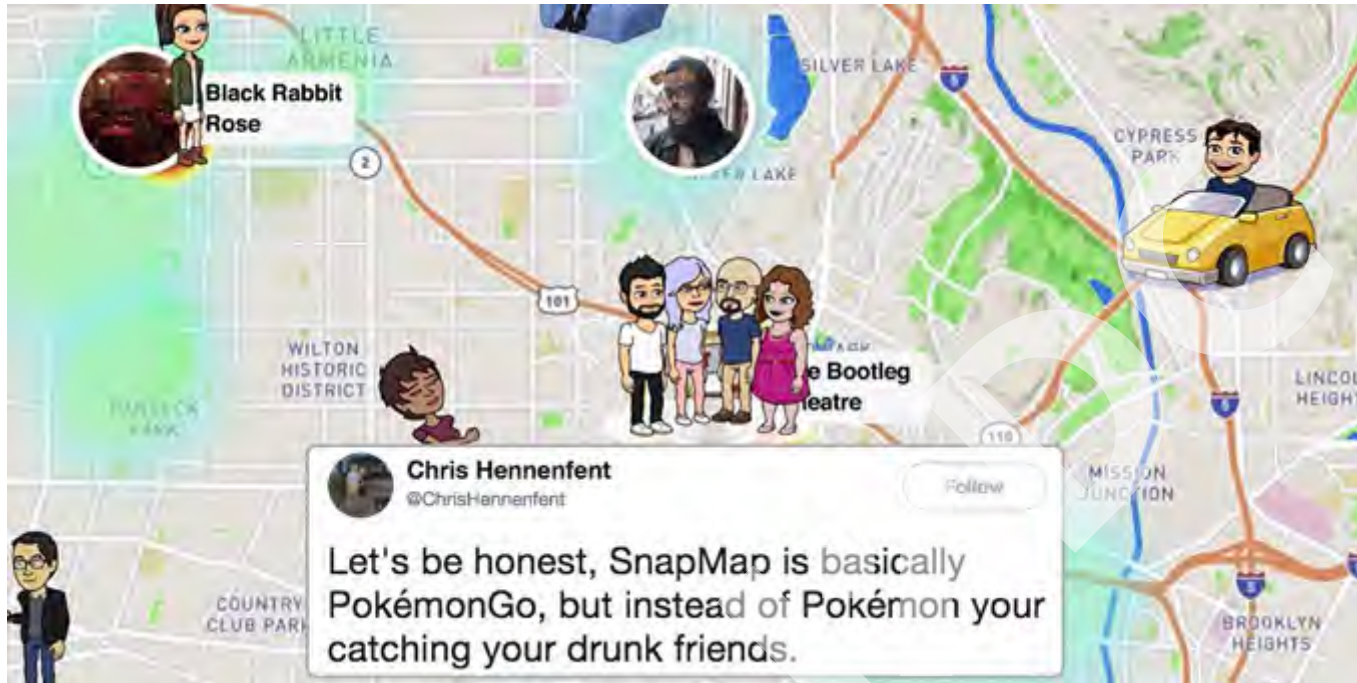 LITTLE
ARMENIA
Black Rabbit
Rose
SILVER LAKE
LAKE
5
CYPRESS
PARK
2
101
WILTON
HISTORIC
DISTRICT
e Bootleg
eatre
LINCOL
HEIGH
5
110
Chris Hennenfent
@ChrisHennenfent
Follow
MISSION
JUNCTION
Let's be honest, SnapMap is basically
PokémonGo, but instead of Pokémon your
catching your drunk friends.
COUNTRY
CLUB PARK
5
BROOKLYN
HEIGHTS